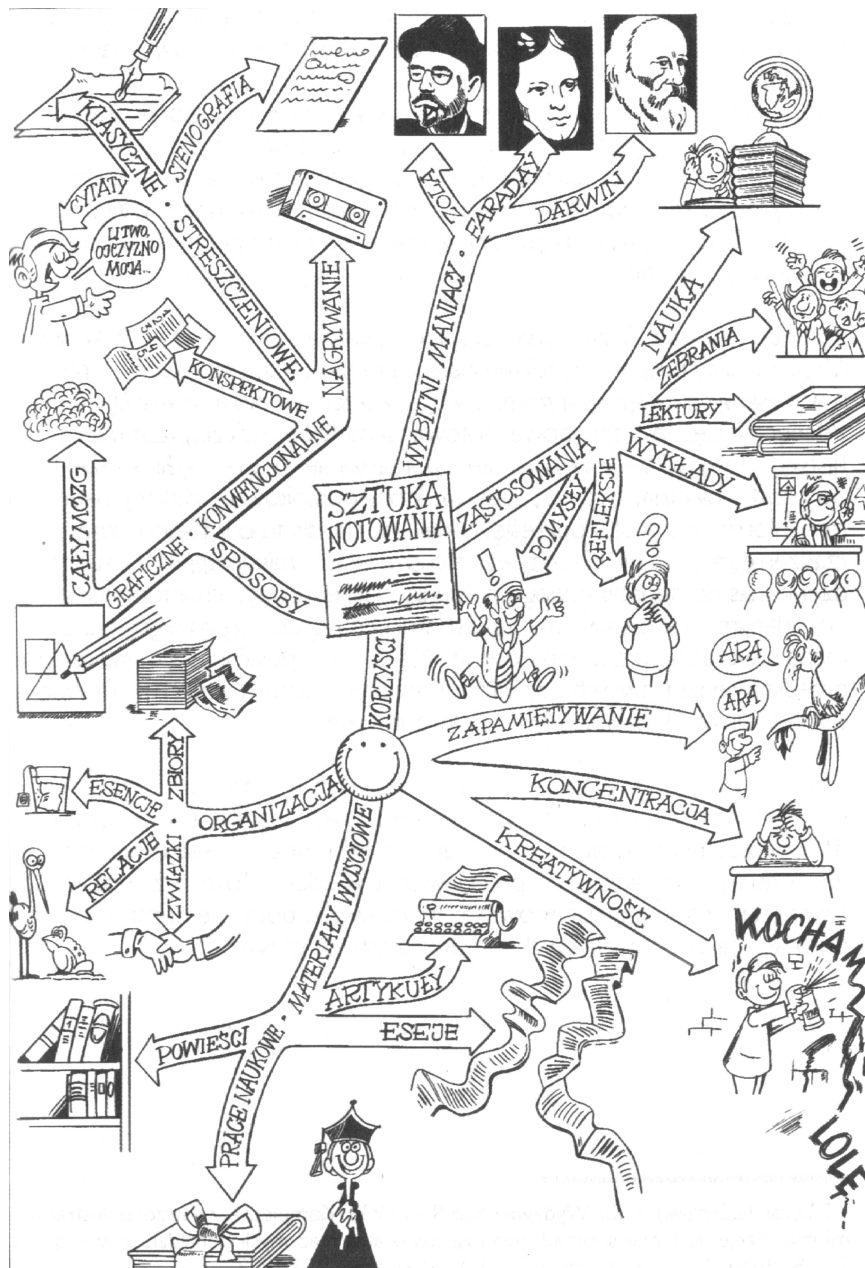 KLASYCZNE
STENOGRAFIA
CYTATY
LITWO,
OJCZYZNO
MOJA...
STRESZCZENIOWE
KONSPEKTOWE
NAGRYWANIE
KONWENCJONALNE
CAŁY MÓZG
GRAFICZNE
SPOSOBY
ZOLA
FARADAY
DARWIN
WYBITNI MANIACY
SZTUKA
NOTOWANIA
ZASTOSOWANIA
NAUKA
ZEBRANIA
LEKTURY
WYKŁADY
POMYSŁY
REFLEKSJE
!
?
KORZYŚCI
ZAPAMIĘTYWANIE
ARA
ARA
KONCENTRACJA
KREATYWNOŚĆ
KOCHAM
LOLĘ
ORGANIZACJA
ZBIORY
ESENCJE
RELACJE
ZWIĄZKI
MATERIAŁY WYJŚCIOWE
ARTYKUŁY
ESEJE
POWIEŚCI
PRACE NAUKOWE